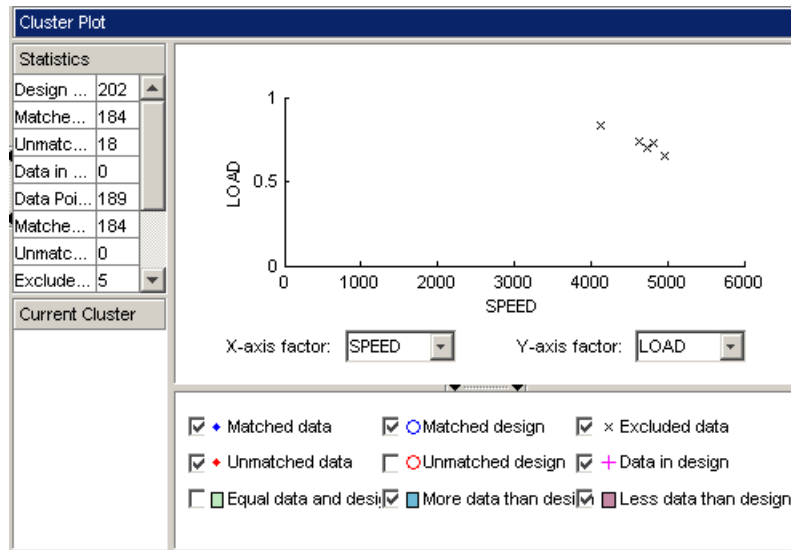 Cluster Plot
Statistics
Design ... 202
Matche... 184
Unmatc... 18
Data in ... 0
Data Poi... 189
Matche... 184
Unmatc... 0
Exclude... 5
Current Cluster
1
0.5
0
LOAD
0 1000 2000 3000 4000 5000 6000
SPEED
X-axis factor: SPEED Y-axis factor: LOAD
Matched data Matched design Excluded data
Unmatched data Unmatched design Data in design
Equal data and desi More data than design Less data than design